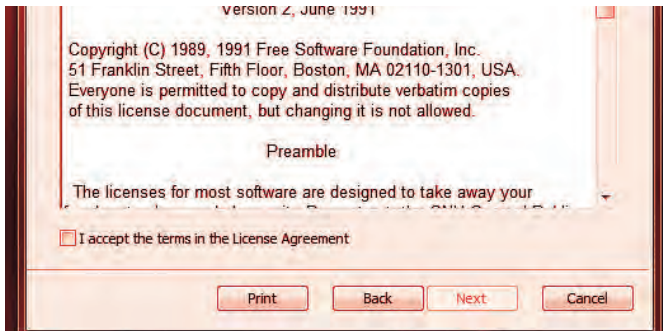 Version 2, June 1991
Copyright (C) 1989, 1991 Free Software Foundation, Inc.
51 Franklin Street, Fifth Floor, Boston, MA 02110-1301, USA.
Everyone is permitted to copy and distribute verbatim copies
of this license document, but changing it is not allowed.
Preamble
The licenses for most software are designed to take away your
I accept the terms in the License Agreement
Print Back Next Cancel